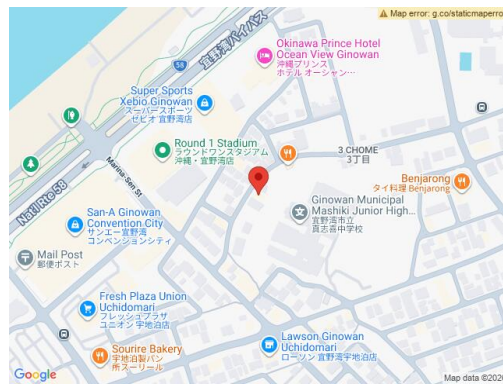 Map error: g.co/staticmaperro
宜野湾バイパス
58
Okinawa Prince Hotel
Ocean View Ginowan
沖縄プリンス
ホテル オーシャン…
Super Sports
Xebio Ginowan
スーパースポーツ
ゼビオ 宜野湾店
Round 1 Stadium
ラウンドワンスタジアム
沖縄・宜野湾店
3 CHOME
3丁目
Benjarong
タイ料理 Benjarong
Marina Sen St
Nat'l Rte 58
58
Ginowan Municipal
Mashiki Junior High...
宜野湾市立
真志喜中学校
San-A Ginowan
Convention City
サンエー宜野湾
コンベンションシティ
Mail Post
郵便ポスト
Fresh Plaza Union
Uchidomari
フレッシュプラザ
ユニオン 宇地泊店
Lawson Ginowan
Uchidomari
ローソン 宜野湾宇地泊店
Sourire Bakery
宇地泊製パン
所スーリール
Google
Map data ©202